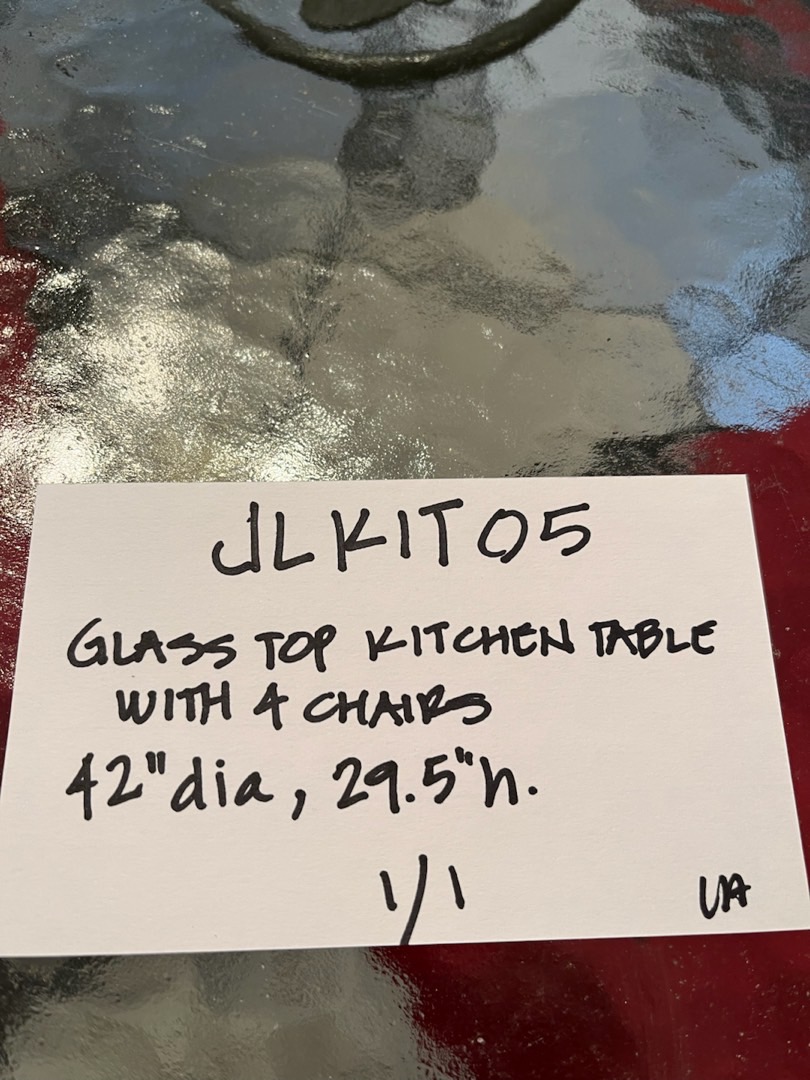 JLKIT05
GLASS TOP KITCHEN TABLE
WITH 4 CHAIRS
42"dia, 29.5"h.
1/1
UA